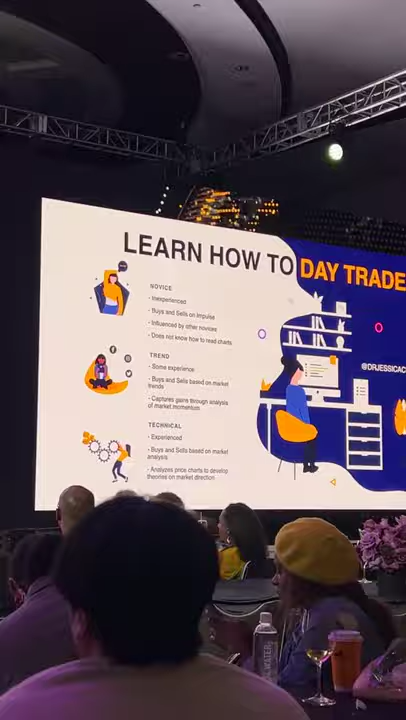 LEARN HOW TO DAY TRADE
NOVICE
- Inexperienced
- Buys and Sells on Impulse
- Influenced by other novices
- Does not know how to read charts
TREND
- Some experience
- Buys and Sells based on market
trends
- Captures gains through analysis
of market momentum
TECHNICAL
- Experienced
- Buys and Sells based on market
analysis
- Analyzes price charts to develop
theories on market direction
@DRJESSICAC
WATER